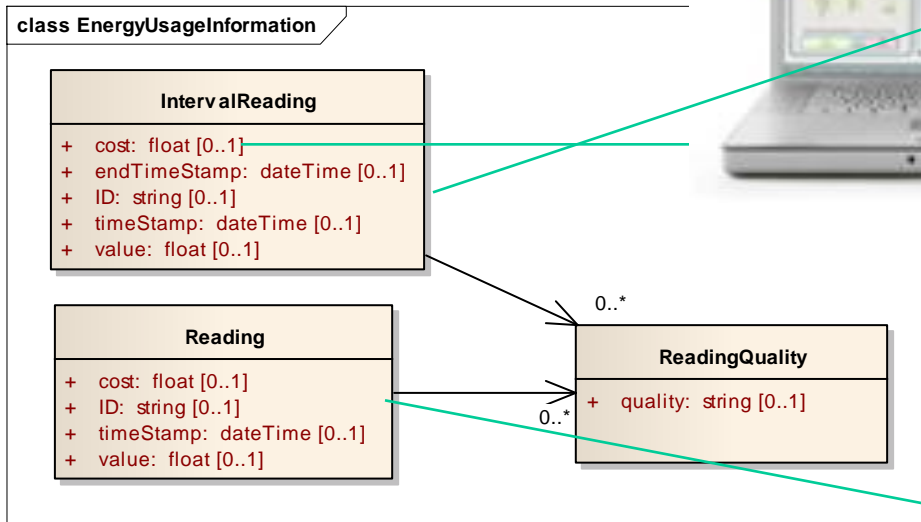 class EnergyUsageInformation
IntervalReading
+ cost: float [0..1]
+ endTimeStamp: dateTime [0..1]
+ ID: string [0..1]
+ timeStamp: dateTime [0..1]
+ value: float [0..1]
0..*
Reading
+ cost: float [0..1]
+ ID: string [0..1]
+ timeStamp: dateTime [0..1]
+ value: float [0..1]
0..*
ReadingQuality
+ quality: string [0..1]